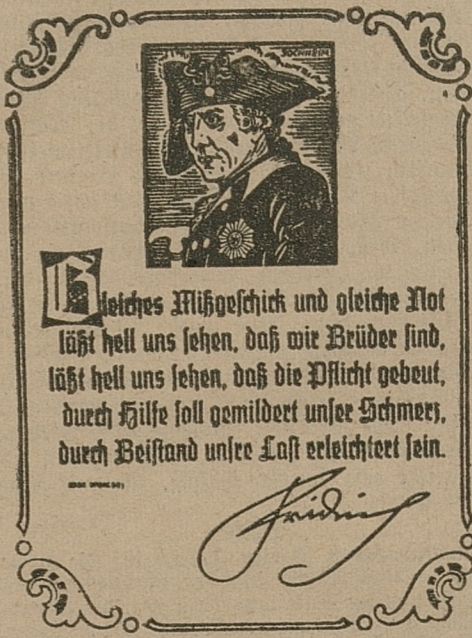 Gleiches Mißgeschick und gleiche Not
läßt hell uns sehen, daß wir Brüder sind,
läßt hell uns sehen, daß die Pflicht gebeut,
durch Hilfe soll gemildert unser Schmerz,
durch Beistand unsre Last erleichtert sein.
Fridrich